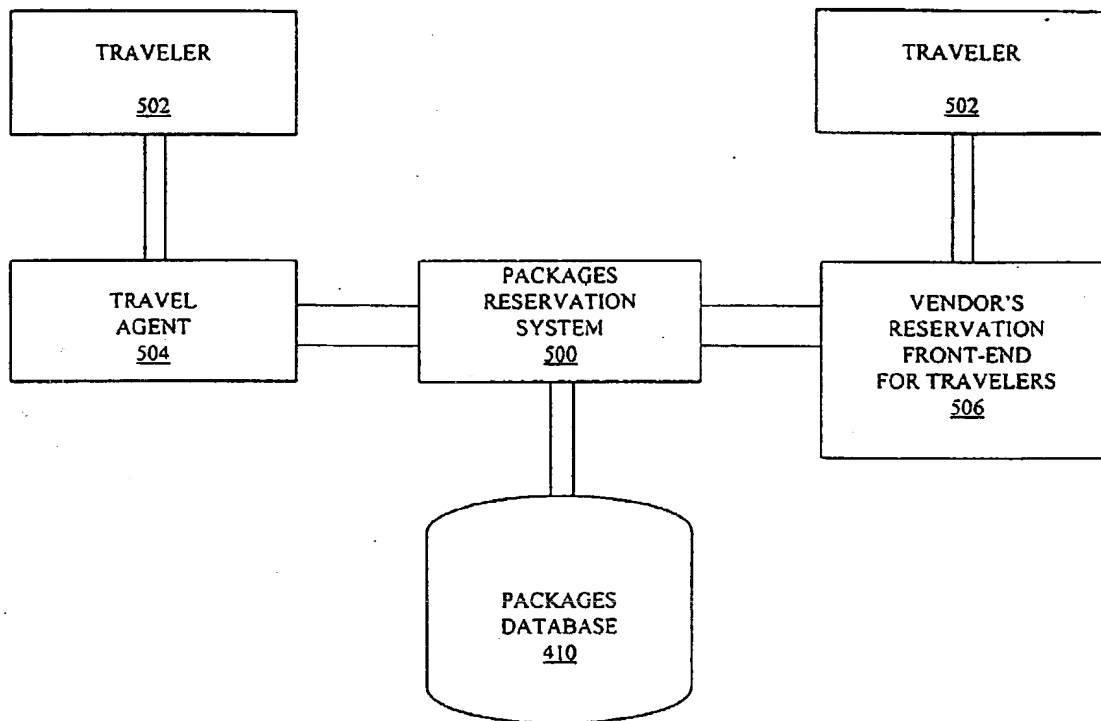 TRAVELER
502
TRAVELER
502
TRAVEL
AGENT
504
PACKAGES
RESERVATION
SYSTEM
500
VENDOR'S
RESERVATION
FRONT-END
FOR TRAVELERS
506
PACKAGES
DATABASE
410